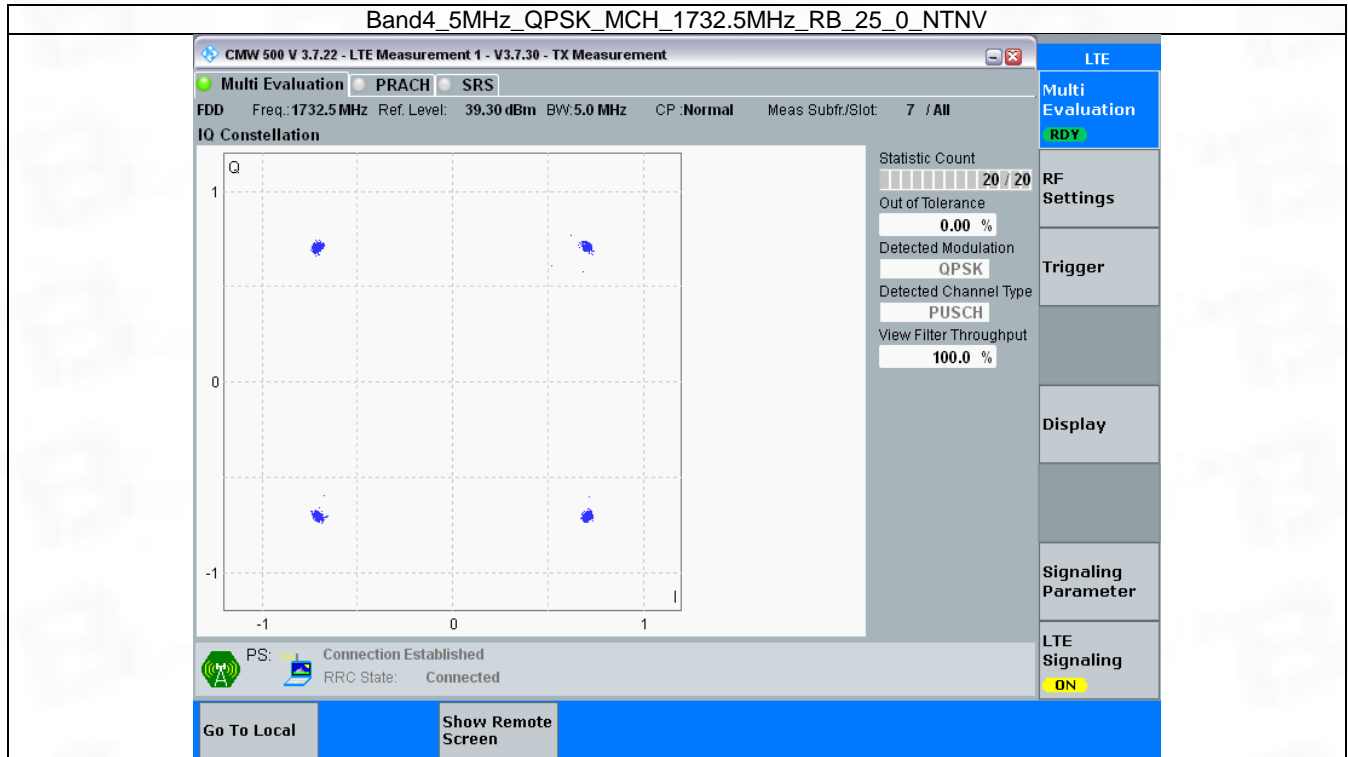 Band4_5MHz_QPSK_MCH_1732.5MHz_RB_25_0_NTNV
CMW 500 V 3.7.22 - LTE Measurement 1 - V3.7.30 - TX Measurement
LTE
Multi Evaluation PRACH SRS
Multi Evaluation
RDY
FDD Freq.:1732.5 MHz Ref. Level: 39.30 dBm BW:5.0 MHz CP :Normal Meas Subfr./Slot: 7 / All
IQ Constellation
Q
1
0
-1
I
-1 0 1
Statistic Count
20 / 20
Out of Tolerance
0.00 %
Detected Modulation
QPSK
Detected Channel Type
PUSCH
View Filter Throughput
100.0 %
RF
Settings
Trigger
Display
Signaling
Parameter
LTE
Signaling
ON
PS: Connection Established
RRC State: Connected
Go To Local
Show Remote
Screen